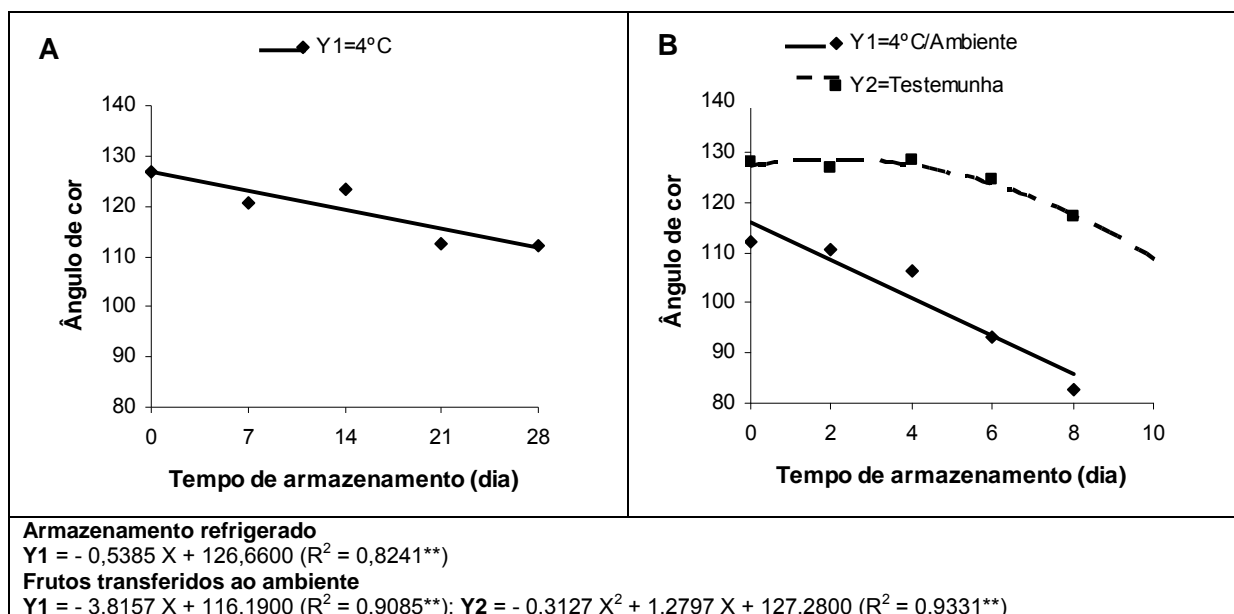 A
Y1=4ºC
Ângulo de cor
140
130
120
110
100
90
80
0 7 14 21 28
Tempo de armazenamento (dia)
B
Y1=4ºC/Ambiente
Y2=Testemunha
Ângulo de cor
140
130
120
110
100
90
80
0 2 4 6 8 10
Tempo de armazenamento (dia)
Armazenamento refrigerado
Y1 = - 0,5385 X + 126,6600 (R² = 0,8241**)
Frutos transferidos ao ambiente
Y1 = - 3,8157 X + 116,1900 (R² = 0,9085**); Y2 = - 0,3127 X² + 1,2797 X + 127,2800 (R² = 0,9331**)